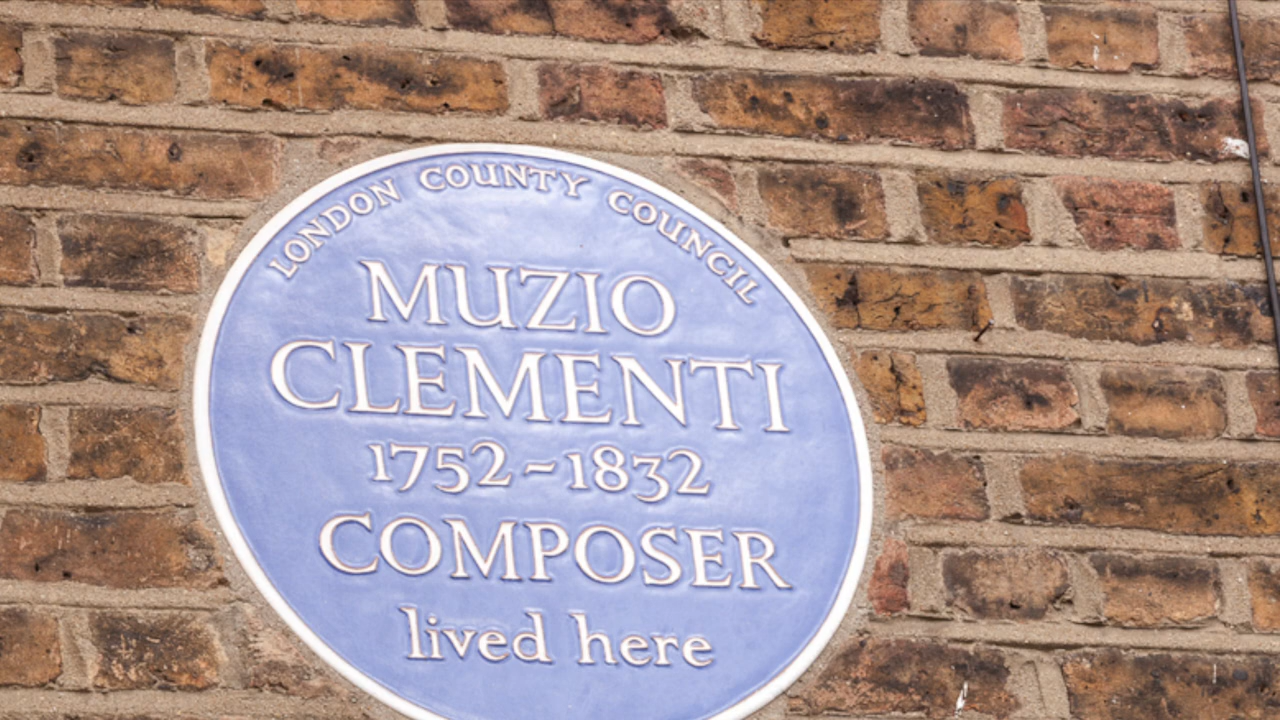 LONDON COUNTY COUNCIL
MUZIO
CLEMENTI
1752-1832
COMPOSER
lived here